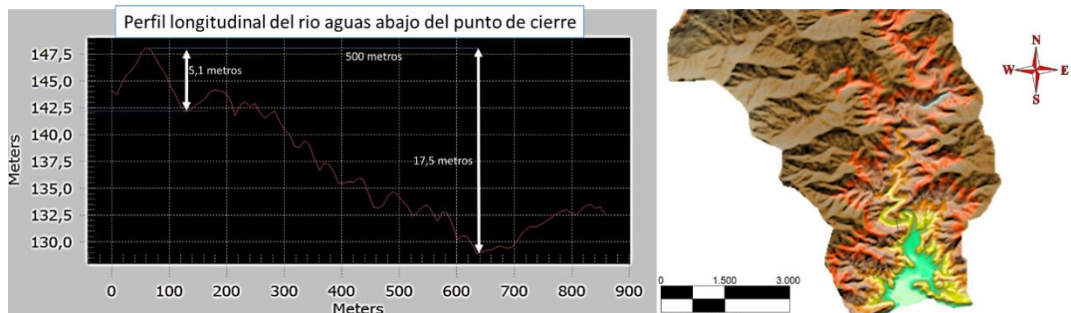 Perfil longitudinal del rio aguas abajo del punto de cierre
147,5
145,0
142,5
140,0
137,5
135,0
132,5
130,0
Meters
5,1 metros
500 metros
17,5 metros
0 100 200 300 400 500 600 700 800 900
Meters
N
W E
S
0 1.500 3.000